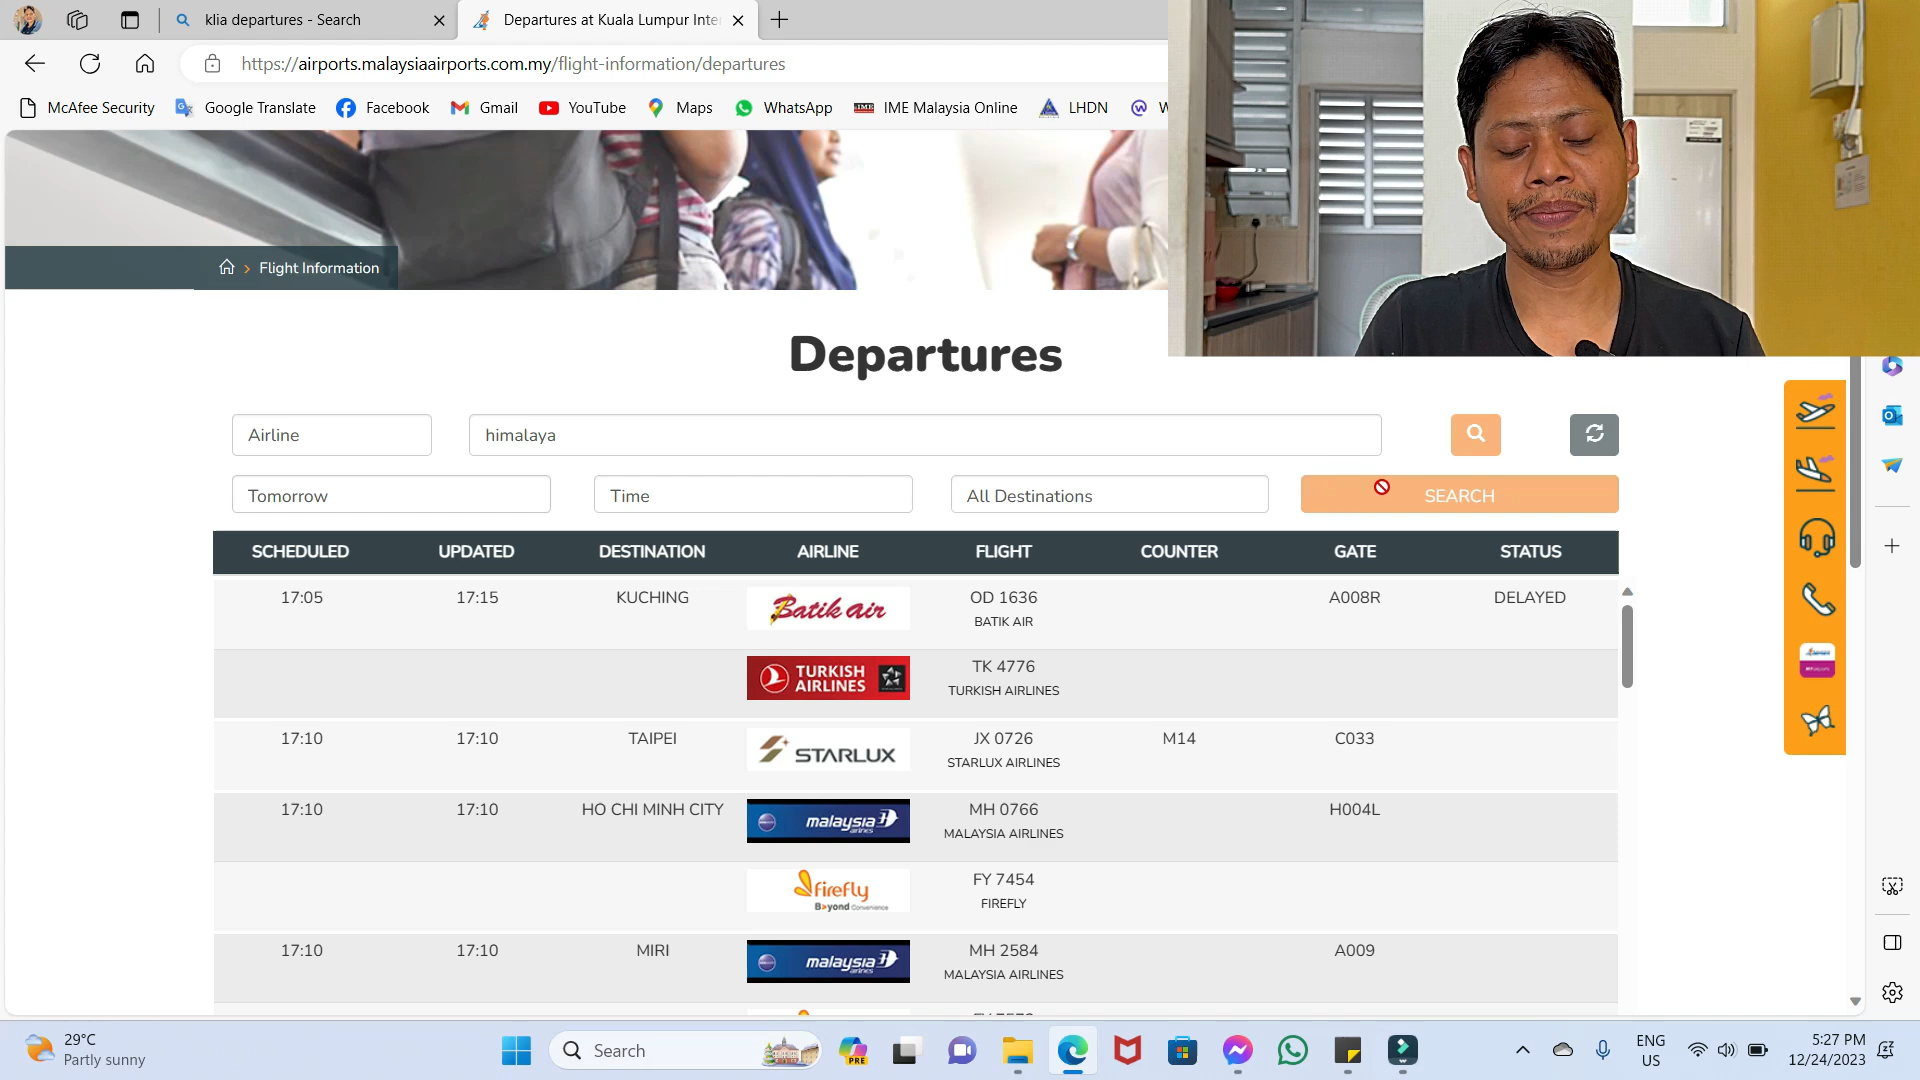 klia departures - Search
Departures at Kuala Lumpur Inte
https://airports.malaysiaairports.com.my/flight-information/departures
McAfee Security
Google Translate
Facebook
Gmail
YouTube
Maps
WhatsApp
IME Malaysia Online
LHDN
W
Flight Information
Departures
Airline
himalaya
Tomorrow
Time
All Destinations
SEARCH
SCHEDULED UPDATED DESTINATION AIRLINE FLIGHT COUNTER GATE STATUS
17:05 17:15 KUCHING Batik air OD 1636 A008R DELAYED
BATIK AIR
TURKISH AIRLINES TK 4776
TURKISH AIRLINES
17:10 17:10 TAIPEI STARLUX JX 0726 M14 C033
STARLUX AIRLINES
17:10 17:10 HO CHI MINH CITY malaysia airlines MH 0766 H004L
MALAYSIA AIRLINES
firefly FY 7454
Beyond Convenience
FIREFLY
17:10 17:10 MIRI malaysia airlines MH 2584 A009
MALAYSIA AIRLINES
29°C
Partly sunny
Search
PRE
ENG
US
5:27 PM
12/24/2023